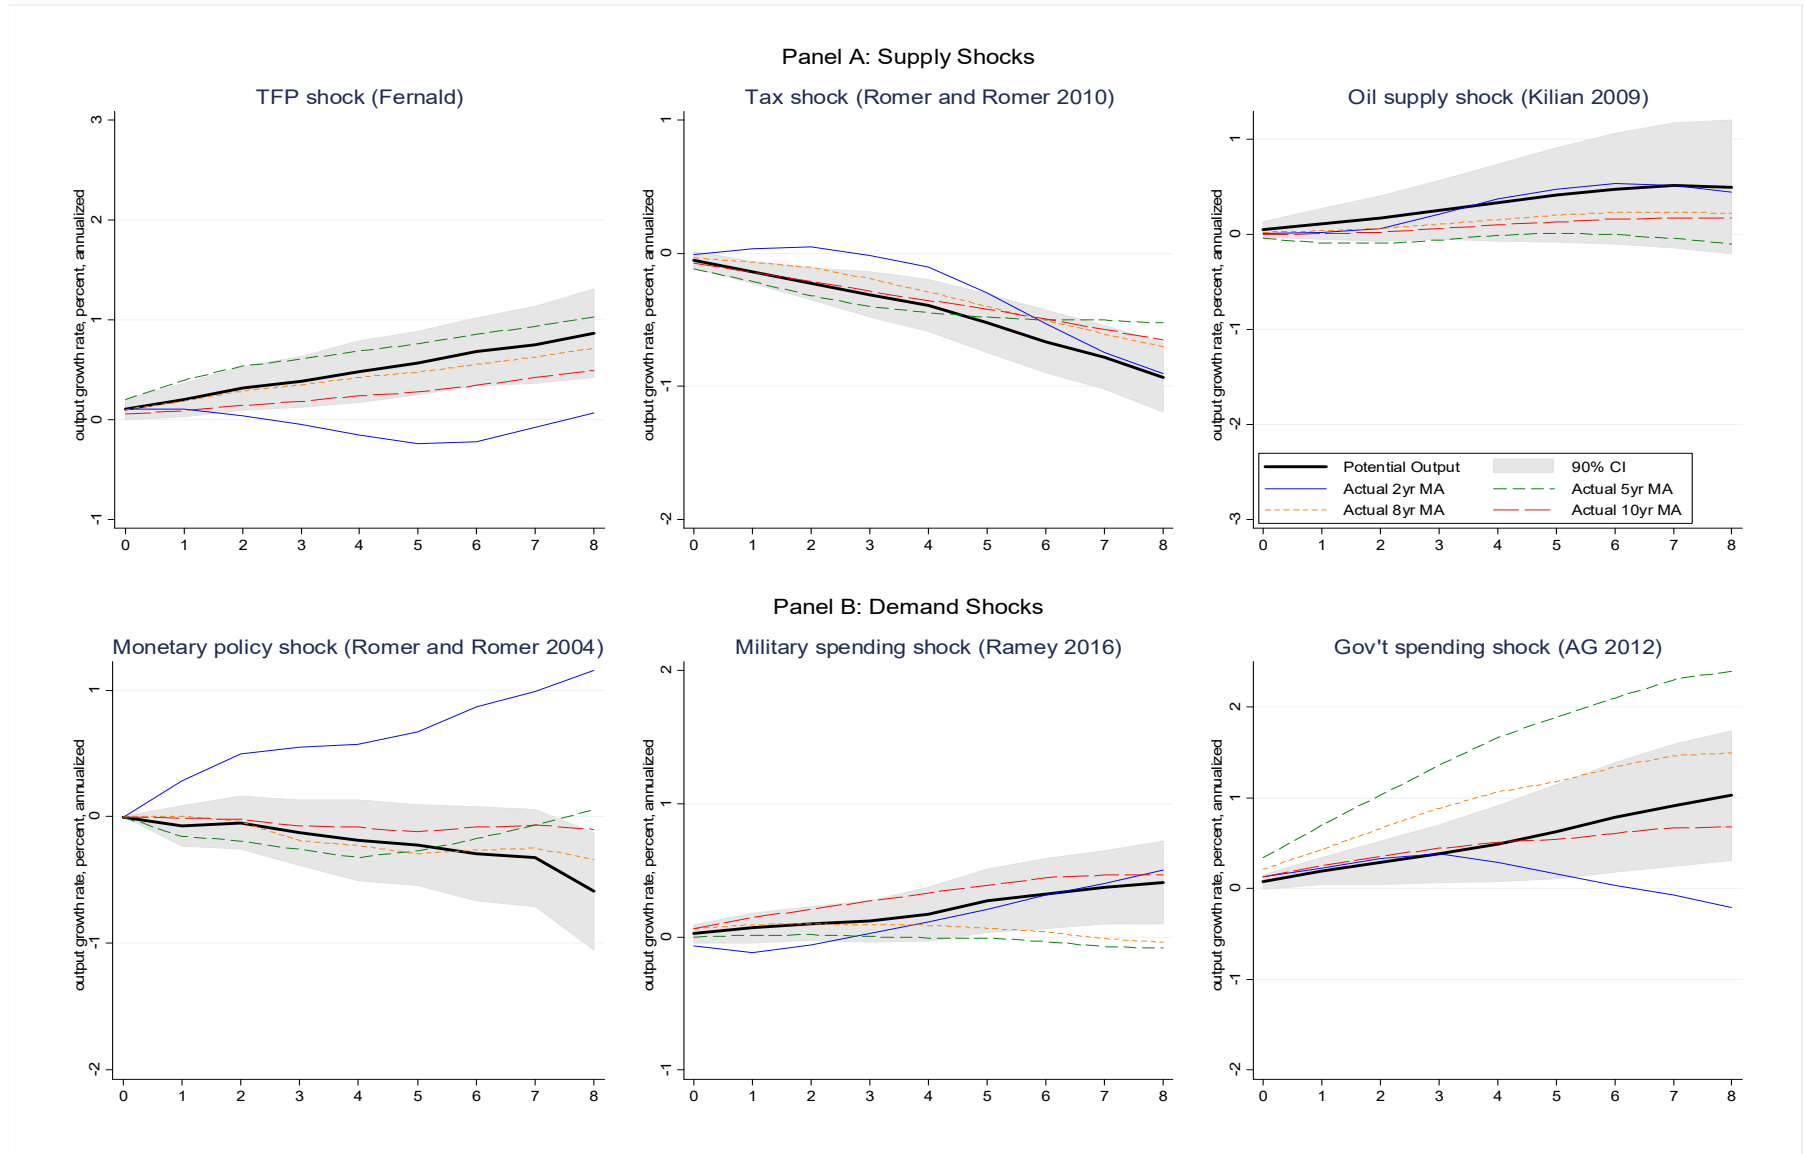 Panel A: Supply Shocks
TFP shock (Fernald)
output growth rate, percent, annualized
3
2
1
0
-1
0 1 2 3 4 5 6 7 8
Tax shock (Romer and Romer 2010)
output growth rate, percent, annualized
1
0
-1
-2
0 1 2 3 4 5 6 7 8
Oil supply shock (Kilian 2009)
output growth rate, percent, annualized
1
0
-1
-2
-3
Potential Output 90% CI
Actual 2yr MA Actual 5yr MA
Actual 8yr MA Actual 10yr MA
0 1 2 3 4 5 6 7 8
Panel B: Demand Shocks
Monetary policy shock (Romer and Romer 2004)
output growth rate, percent, annualized
1
0
-1
-2
0 1 2 3 4 5 6 7 8
Military spending shock (Ramey 2016)
output growth rate, percent, annualized
2
1
0
-1
0 1 2 3 4 5 6 7 8
Gov't spending shock (AG 2012)
output growth rate, percent, annualized
2
1
0
-1
-2
0 1 2 3 4 5 6 7 8